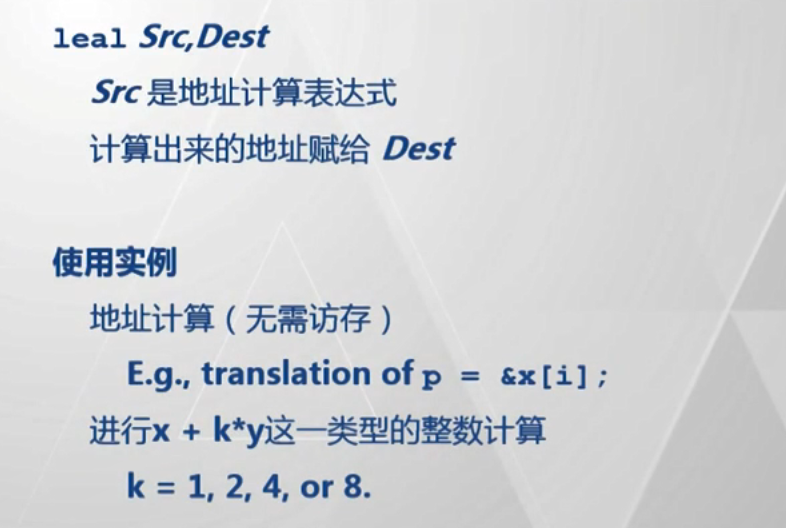 leal Src,Dest
Src 是地址计算表达式
计算出来的地址赋给 Dest
使用实例
地址计算（无需访存）
E.g., translation of p = &x[i];
进行x + k*y这一类型的整数计算
k = 1, 2, 4, or 8.